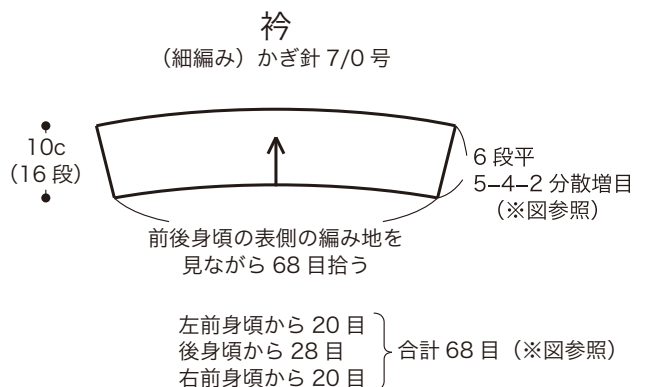 衿
（細編み）かぎ針 7/0 号
10c
（16 段）
6 段平
5−4−2 分散増目
（※図参照）
前後身頃の表側の編み地を
見ながら 68 目拾う
左前身頃から 20 目
後身頃から 28 目
右前身頃から 20 目
合計 68 目（※図参照）